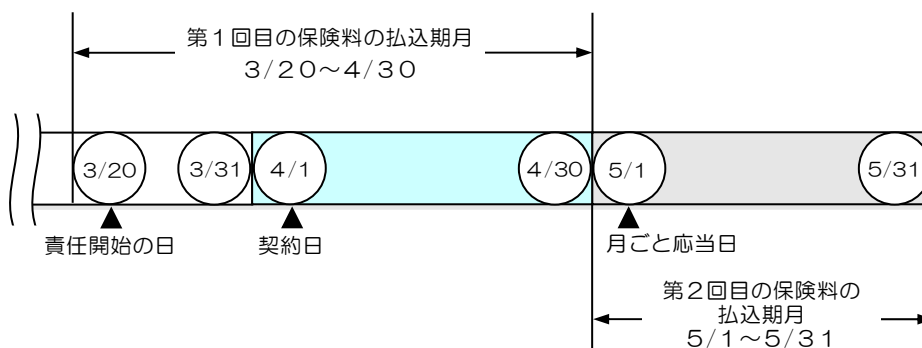 第１回目の保険料の払込期月
３/２０～４/３０
3/20
3/31
4/1
4/30
5/1
5/31
責任開始の日
契約日
月ごと応当日
第２回目の保険料の
払込期月
５/１～５/３１